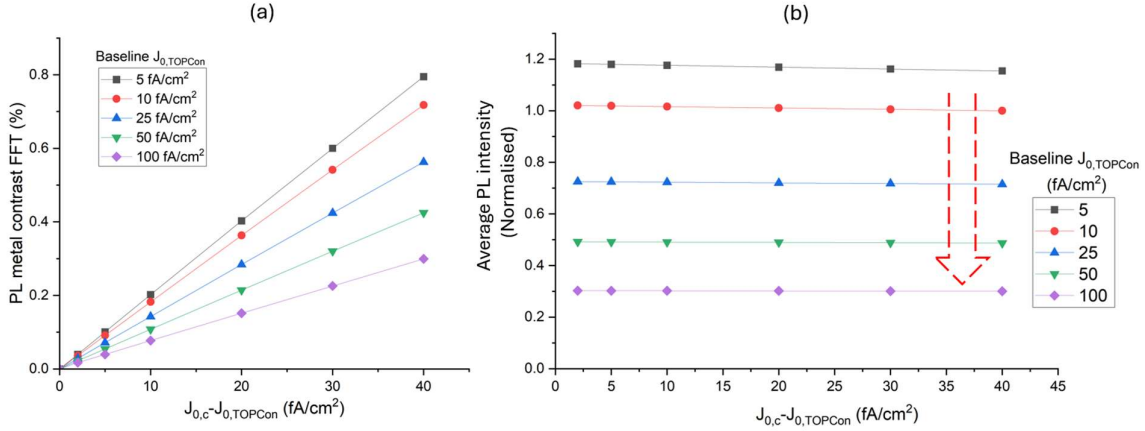 (a)
PL metal contrast FFT (%)
0.8
0.6
0.4
0.2
0.0
Baseline J0,TOPCon
5 fA/cm²
10 fA/cm²
25 fA/cm²
50 fA/cm²
100 fA/cm²
0 10 20 30 40
J0,c-J0,TOPCon (fA/cm²)
(b)
Average PL intensity
(Normalised)
1.2
1.0
0.8
0.6
0.4
0.2
0.0
0 5 10 15 20 25 30 35 40 45
J0,c-J0,TOPCon (fA/cm²)
Baseline J0,TOPCon
(fA/cm²)
5
10
25
50
100